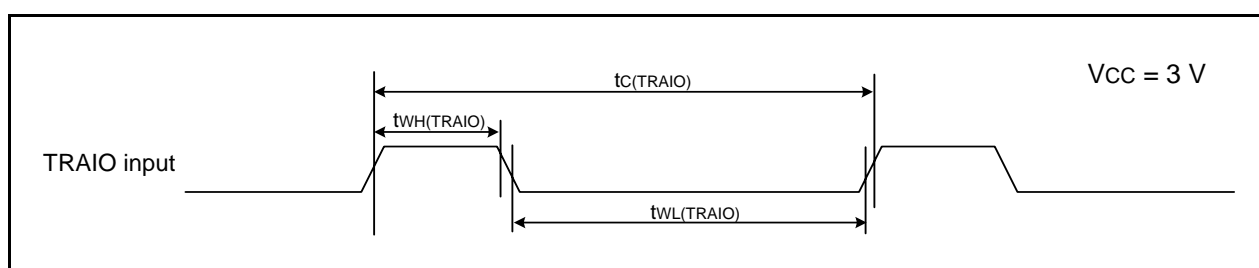 VCC = 3 V
tC(TRAIO)
tWH(TRAIO)
TRAIO input
tWL(TRAIO)